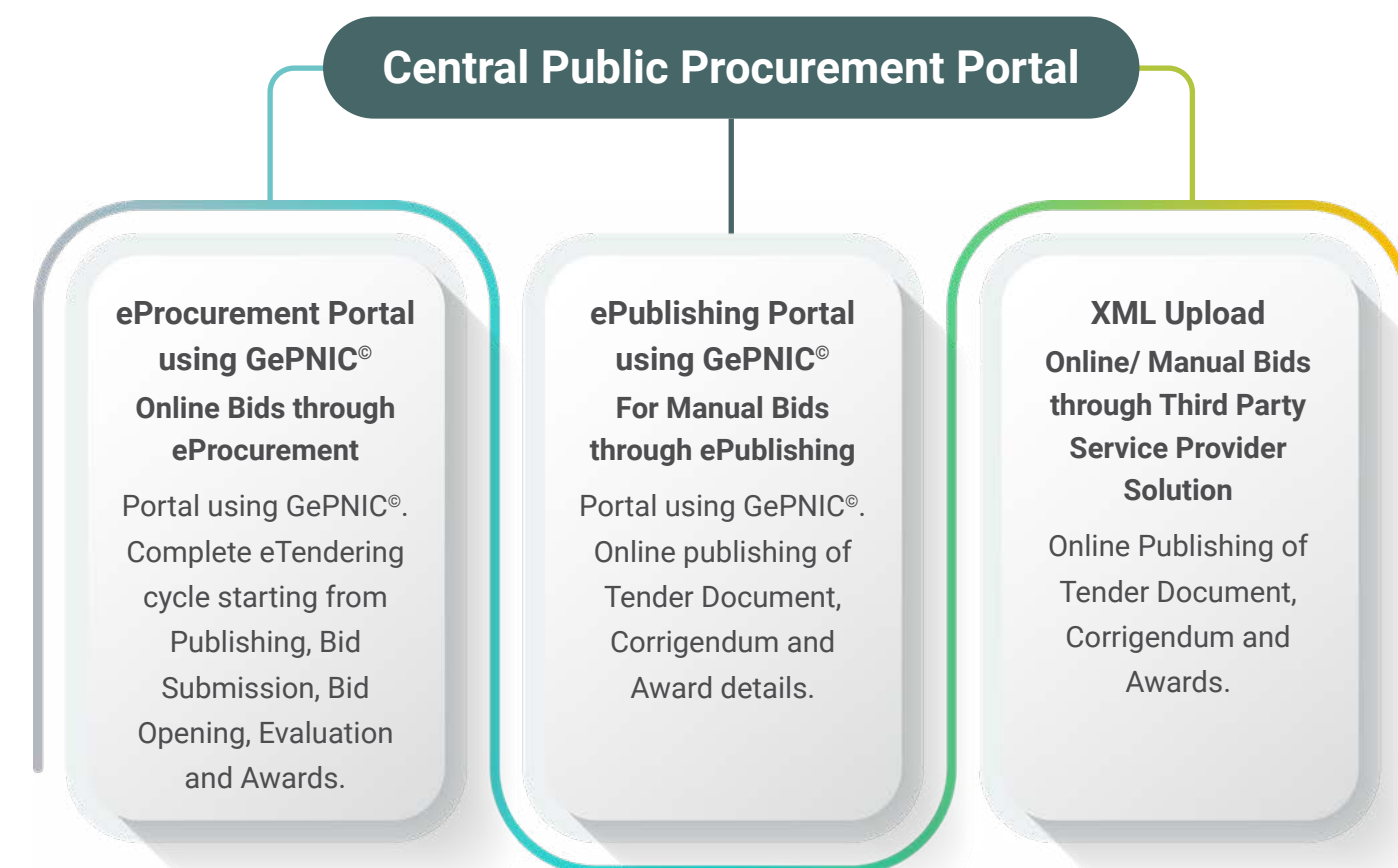 Central Public Procurement Portal
eProcurement Portal
using GePNIC©
Online Bids through
eProcurement
Portal using GePNIC©.
Complete eTendering
cycle starting from
Publishing, Bid
Submission, Bid
Opening, Evaluation
and Awards.
ePublishing Portal
using GePNIC©
For Manual Bids
through ePublishing
Portal using GePNIC©.
Online publishing of
Tender Document,
Corrigendum and
Award details.
XML Upload
Online/ Manual Bids
through Third Party
Service Provider
Solution
Online Publishing of
Tender Document,
Corrigendum and
Awards.